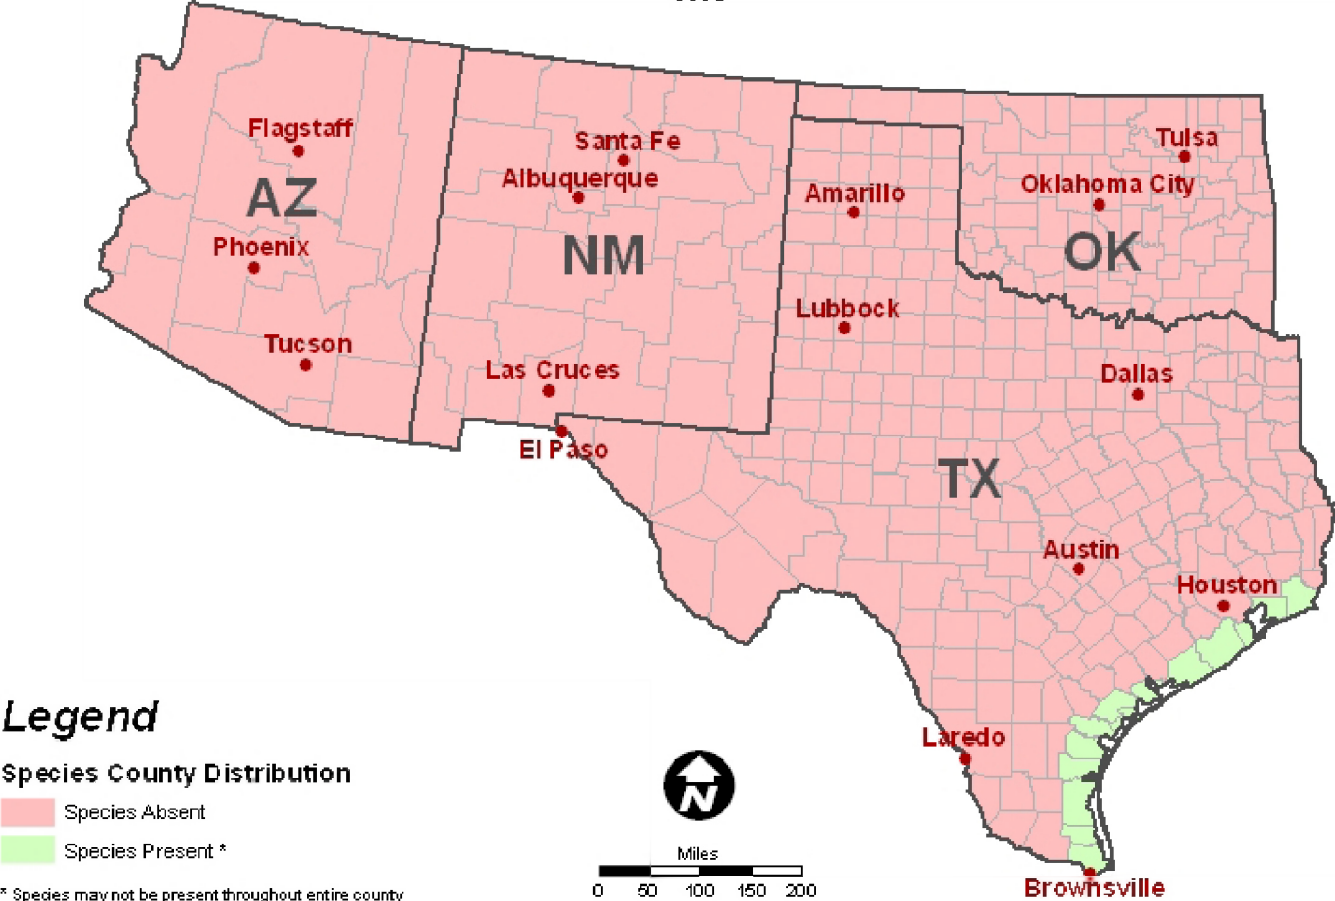 Flagstaff
AZ
Phoenix
Tucson
Santa Fe
Albuquerque
NM
Las Cruces
El Paso
Amarillo
Lubbock
Tulsa
Oklahoma City
OK
Dallas
TX
Austin
Houston
Laredo
Brownsville
Legend
Species County Distribution
Species Absent
Species Present *
* Species may not be present throughout entire county
N
Miles
0 50 100 150 200